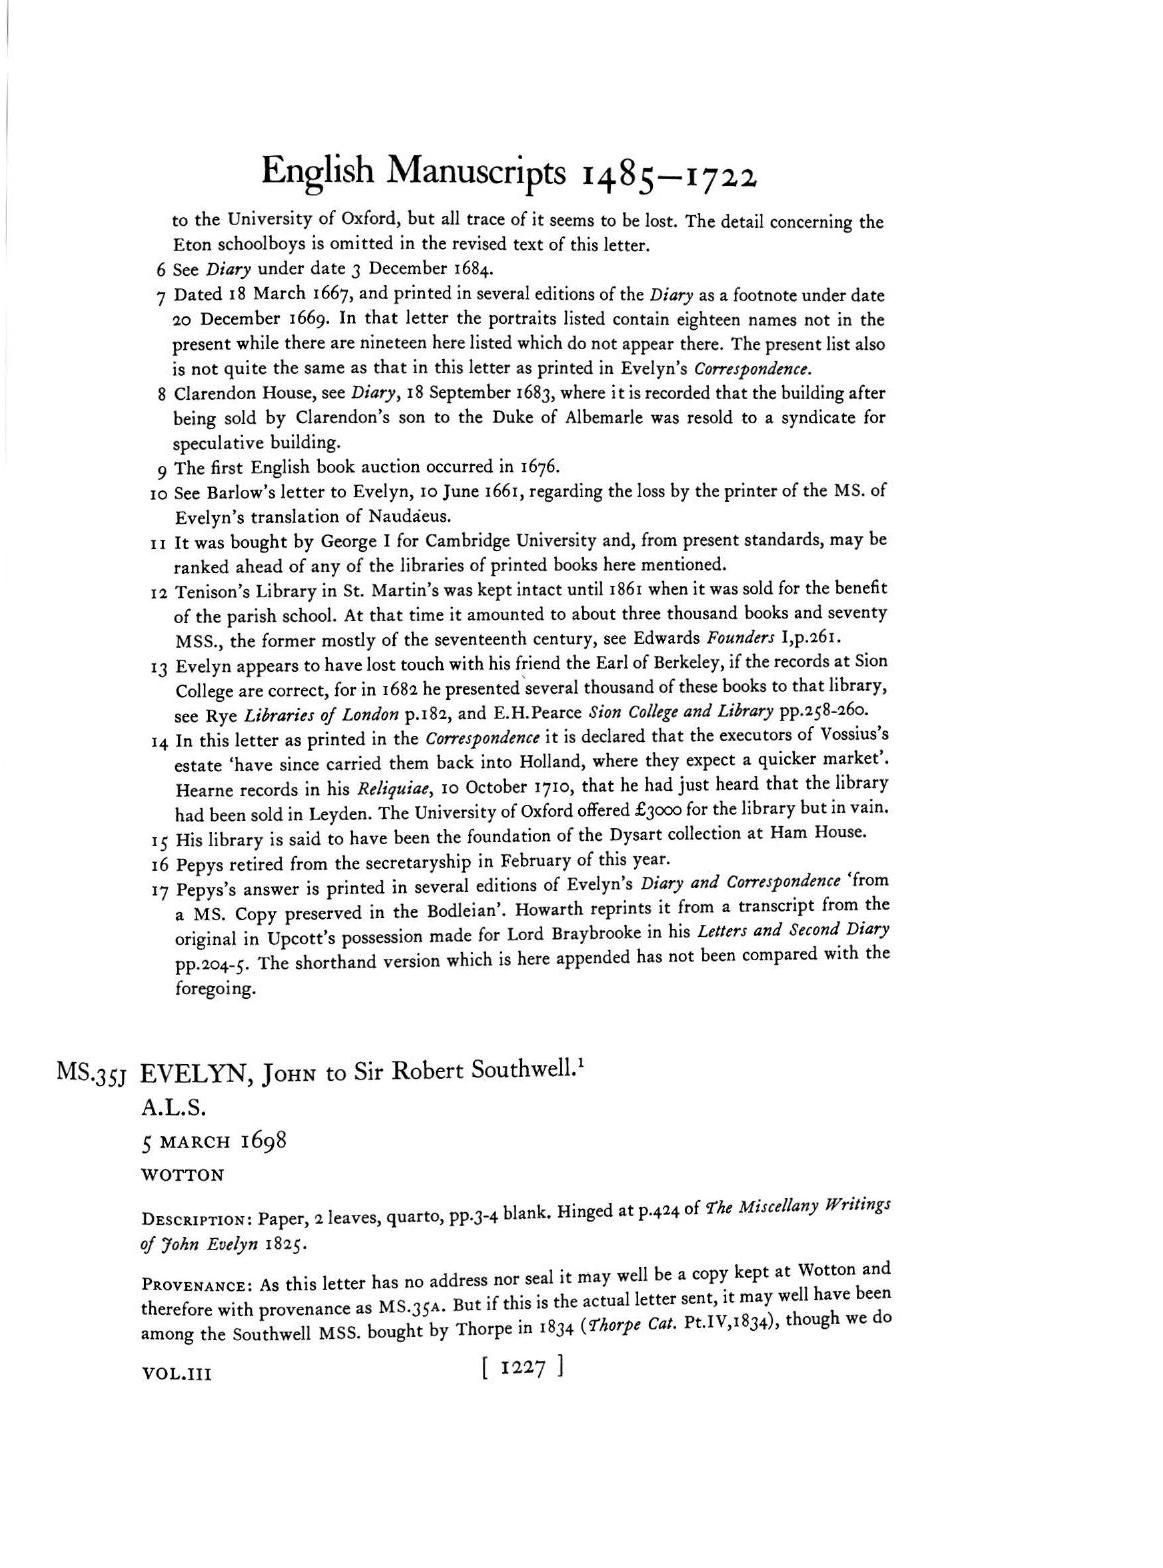 English Manuscripts 1485—1722
to the University of Oxford, but all trace of it seems to be lost. The detail concerning the
Eton schoolboys is omitted in the revised text of this letter.
6 See Diary under date 3 December 1684.
7 Dated 18 March 1667, and printed in several editions of the Diary as a footnote under date
20 December 1669. In that letter the portraits listed contain eighteen names not in the
present while there are nineteen here listed which do not appear there. The present list also
is not quite the same as that in this letter as printed in Evelyn's Correspondence.
8 Clarendon House, see Diary, 18 September 1683, where it is recorded that the building after
being sold by Clarendon's son to the Duke of Albemarle was resold to a syndicate for
speculative building.
9 The first English book auction occurred in 1676.
10 See Barlow's letter to Evelyn, 10 June 1661, regarding the loss by the printer of the MS. of
Evelyn's translation of Naudaeus.
11 It was bought by George I for Cambridge University and, from present standards, may be
ranked ahead of any of the libraries of printed books here mentioned.
12 Tenison's Library in St. Martin's was kept intact until 1861 when it was sold for the benefit
of the parish school. At that time it amounted to about three thousand books and seventy
MSS., the former mostly of the seventeenth century, see Edwards Founders I,p.261.
13 Evelyn appears to have lost touch with his friend the Earl of Berkeley, if the records at Sion
College are correct, for in 1682 he presented several thousand of these books to that library,
see Rye Libraries of London p.182, and E.H.Pearce Sion College and Library pp.258-260.
14 In this letter as printed in the Correspondence it is declared that the executors of Vossius's
estate 'have since carried them back into Holland, where they expect a quicker market'.
Hearne records in his Reliquiae, 10 October 1710, that he had just heard that the library
had been sold in Leyden. The University of Oxford offered £3000 for the library but in vain.
15 His library is said to have been the foundation of the Dysart collection at Ham House.
16 Pepys retired from the secretaryship in February of this year.
17 Pepys's answer is printed in several editions of Evelyn's Diary and Correspondence 'from
a MS. Copy preserved in the Bodleian'. Howarth reprints it from a transcript from the
original in Upcott's possession made for Lord Braybrooke in his Letters and Second Diary
pp.204-5. The shorthand version which is here appended has not been compared with the
foregoing.
MS.35J EVELYN, JOHN to Sir Robert Southwell.¹
A.L.S.
5 MARCH 1698
WOTTON
DESCRIPTION: Paper, 2 leaves, quarto, pp.3-4 blank. Hinged at p.424 of The Miscellany Writings
of John Evelyn 1825.
PROVENANCE: As this letter has no address nor seal it may well be a copy kept at Wotton and
therefore with provenance as MS.35A. But if this is the actual letter sent, it may well have been
among the Southwell MSS. bought by Thorpe in 1834 (Thorpe Cat. Pt.IV,1834), though we do
VOL.III [ 1227 ]